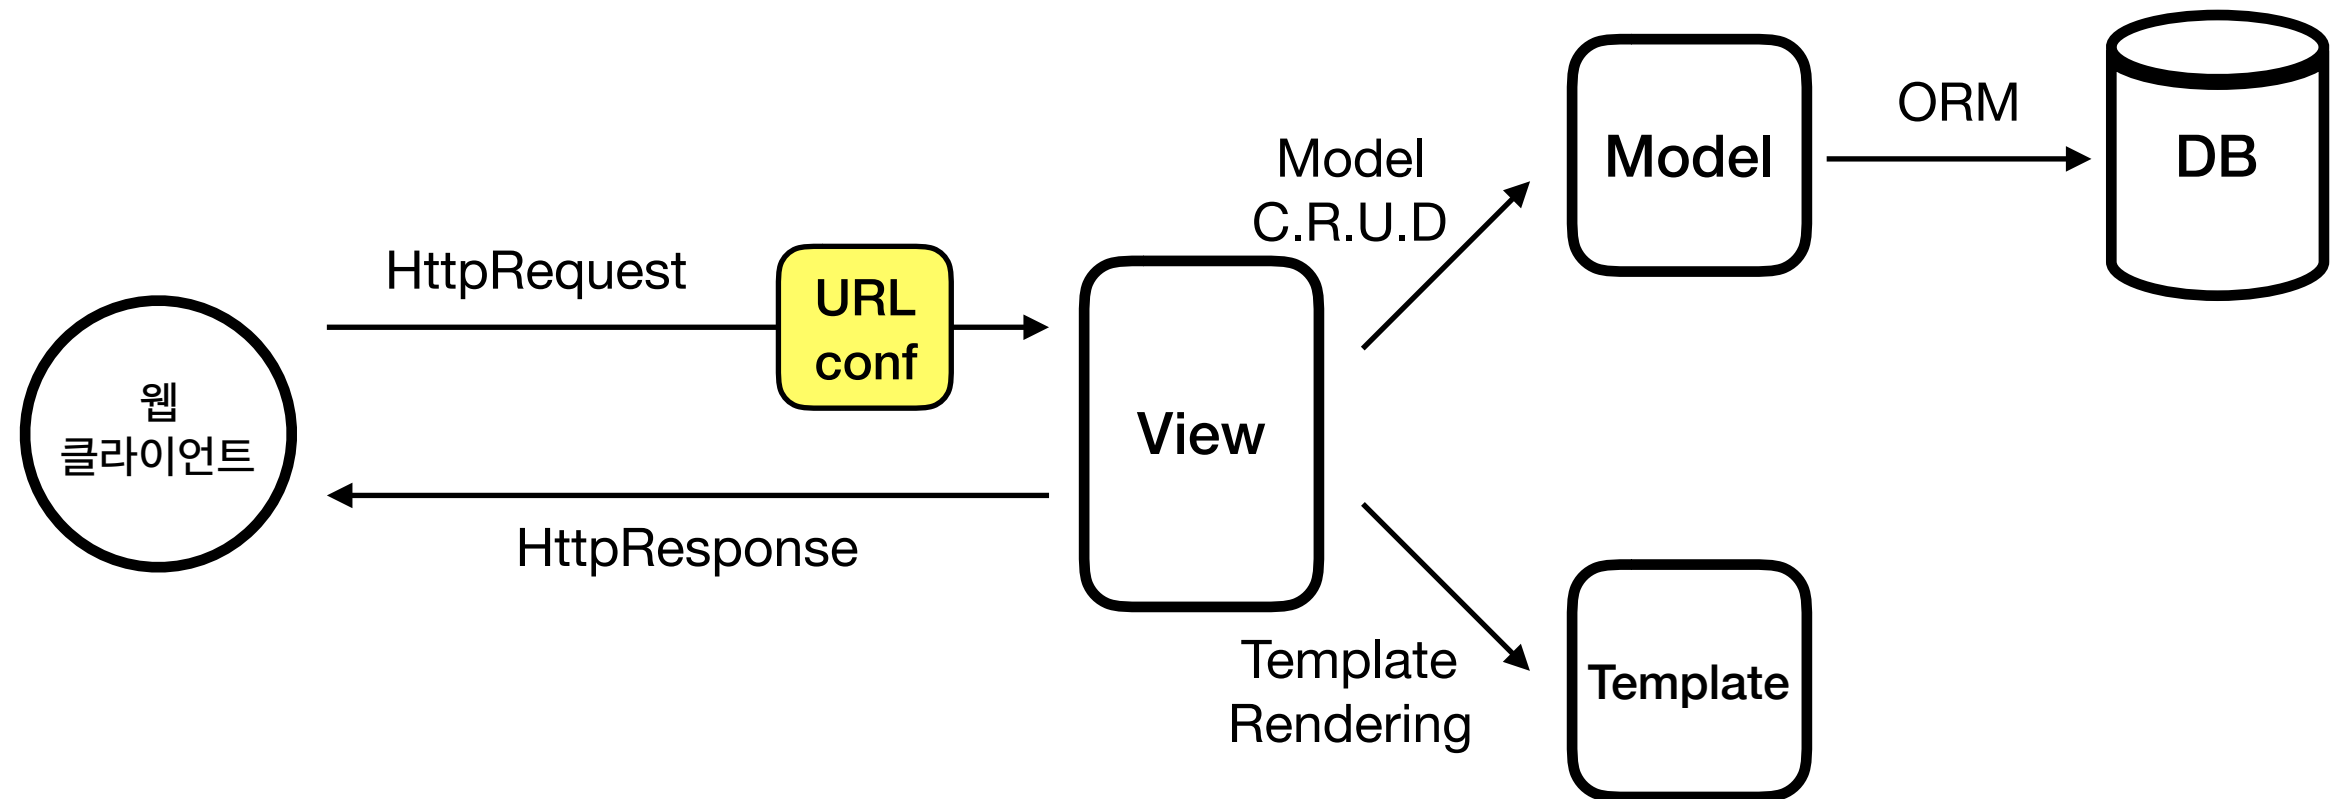 웹
클라이언트
HttpRequest
URL
conf
HttpResponse
View
Model
C.R.U.D
Model
ORM
DB
Template
Rendering
Template